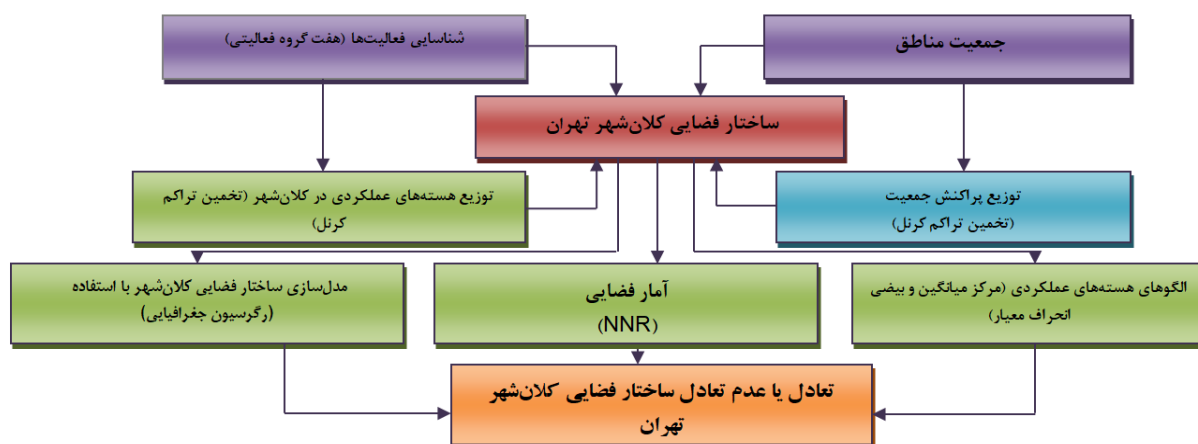 جمعیت مناطق
شناسایی فعالیت‌ها (هفت گروه فعالیتی)
ساختار فضایی کلان‌شهر تهران
توزیع پراکنش جمعیت
(تخمین تراکم کرنل)
توزیع هسته‌های عملکردی در کلان‌شهر (تخمین تراکم
کرنل)
الگوهای هسته‌های عملکردی (مرکز میانگین و بیضی
انحراف معیار)
آمار فضایی
(NNR)
مدل‌سازی ساختار فضایی کلان‌شهر با استفاده
(رگرسیون جغرافیایی)
تعادل یا عدم تعادل ساختار فضایی کلان‌شهر
تهران